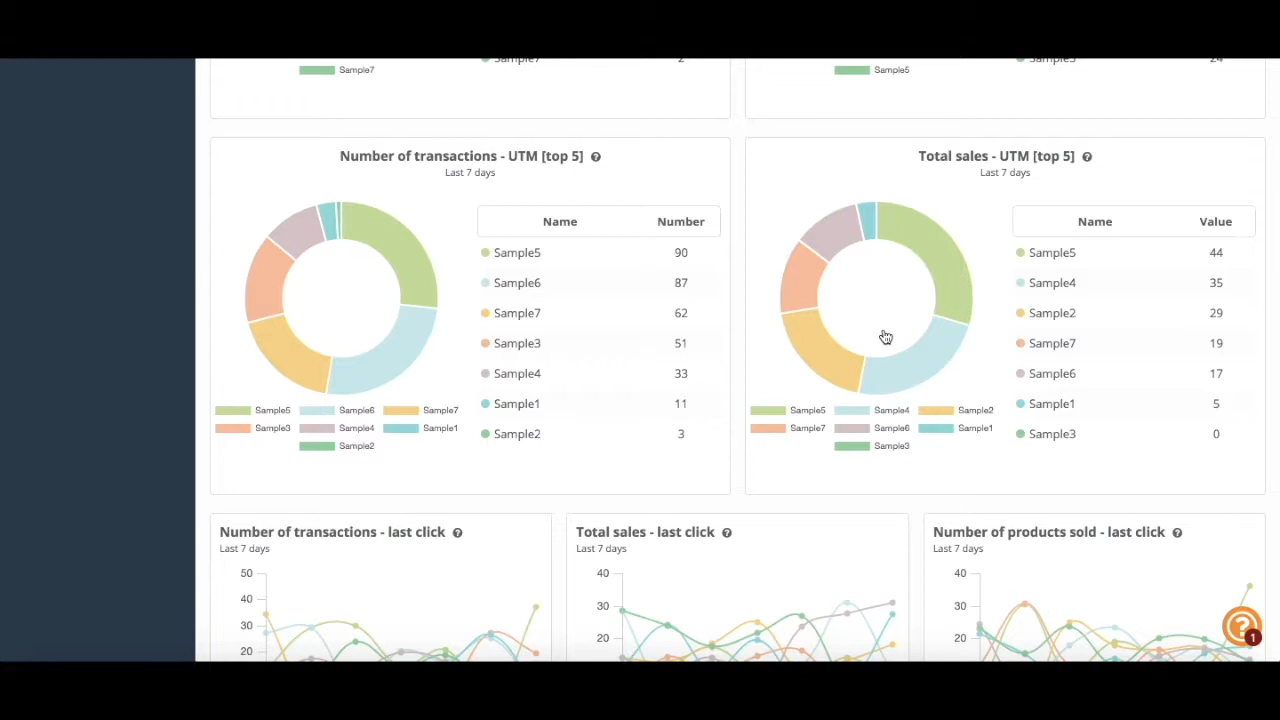 Sample7
Sample7 2
Sample5
Sample3 24
Number of transactions - UTM [top 5]
Last 7 days
Name Number
Sample5 90
Sample6 87
Sample7 62
Sample3 51
Sample4 33
Sample1 11
Sample2 3
Sample5 Sample6 Sample7
Sample3 Sample4 Sample1
Sample2
Total sales - UTM [top 5]
Last 7 days
Name Value
Sample5 44
Sample4 35
Sample2 29
Sample7 19
Sample6 17
Sample1 5
Sample3 0
Sample5 Sample4 Sample2
Sample7 Sample6 Sample1
Sample3
Number of transactions - last click
Last 7 days
50
40
30
20
Total sales - last click
Last 7 days
40
30
20
Number of products sold - last click
Last 7 days
40
30
20
1